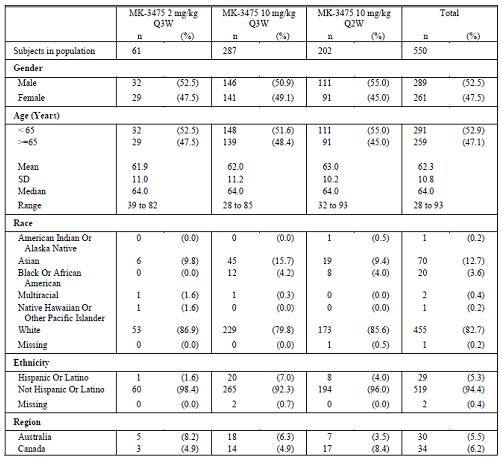 MK-3475 2 mg/kg MK-3475 10 mg/kg MK-3475 10 mg/kg Total
Q3W Q3W Q2W
n (%) n (%) n (%) n (%)
Subjects in population 61 287 202 550
Gender
Male 32 (52.5) 146 (50.9) 111 (55.0) 289 (52.5)
Female 29 (47.5) 141 (49.1) 91 (45.0) 261 (47.5)
Age (Years)
< 65 32 (52.5) 148 (51.6) 111 (55.0) 291 (52.9)
>=65 29 (47.5) 139 (48.4) 91 (45.0) 259 (47.1)
Mean 61.9 62.0 63.0 62.3
SD 11.0 11.2 10.2 10.8
Median 64.0 64.0 64.0 64.0
Range 39 to 82 28 to 85 32 to 93 28 to 93
Race
American Indian Or 0 (0.0) 0 (0.0) 1 (0.5) 1 (0.2)
Alaska Native
Asian 6 (9.8) 45 (15.7) 19 (9.4) 70 (12.7)
Black Or African 0 (0.0) 12 (4.2) 8 (4.0) 20 (3.6)
American
Multiracial 1 (1.6) 1 (0.3) 0 (0.0) 2 (0.4)
Native Hawaiian Or 1 (1.6) 0 (0.0) 0 (0.0) 1 (0.2)
Other Pacific Islander
White 53 (86.9) 229 (79.8) 173 (85.6) 455 (82.7)
Missing 0 (0.0) 0 (0.0) 1 (0.5) 1 (0.2)
Ethnicity
Hispanic Or Latino 1 (1.6) 20 (7.0) 8 (4.0) 29 (5.3)
Not Hispanic Or Latino 60 (98.4) 265 (92.3) 194 (96.0) 519 (94.4)
Missing 0 (0.0) 2 (0.7) 0 (0.0) 2 (0.4)
Region
Australia 5 (8.2) 18 (6.3) 7 (3.5) 30 (5.5)
Canada 3 (4.9) 14 (4.9) 17 (8.4) 34 (6.2)